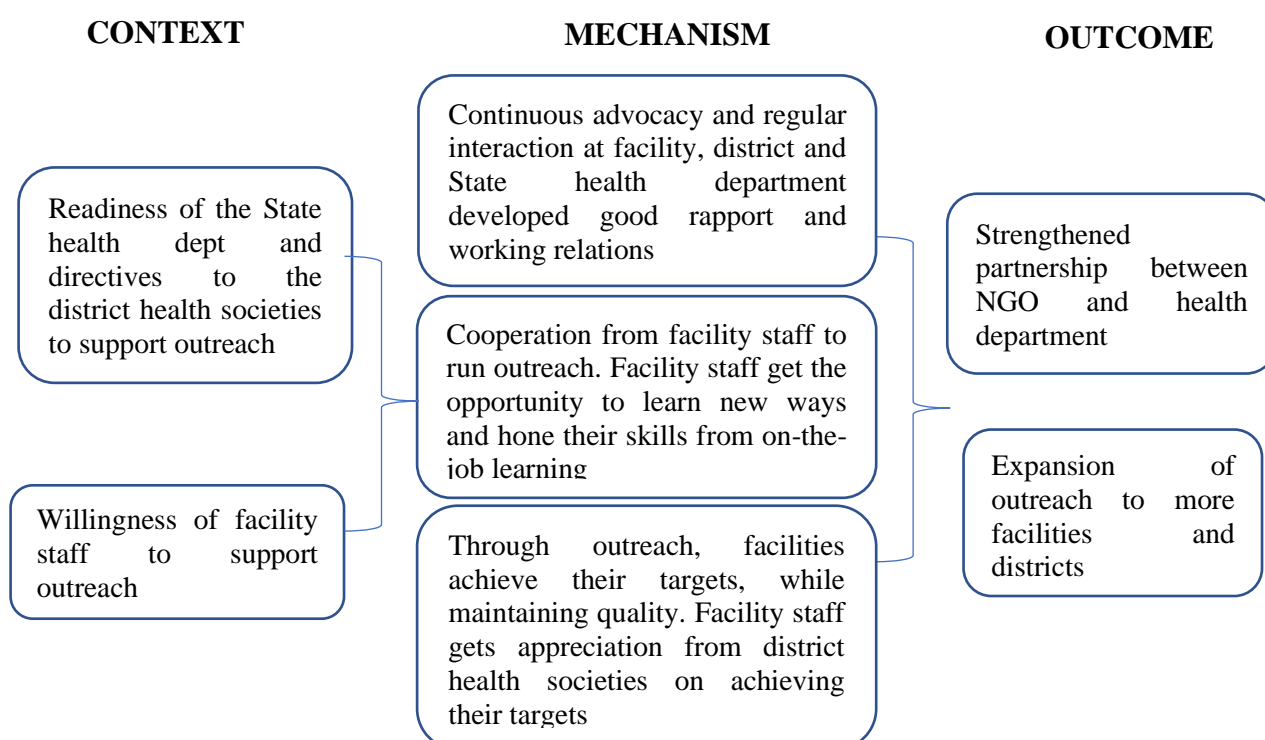 CONTEXT
MECHANISM
OUTCOME
Readiness of the State
health dept and
directives to the
district health societies
to support outreach
Willingness of facility
staff to support
outreach
Continuous advocacy and regular
interaction at facility, district and
State health department
developed good rapport and
working relations
Cooperation from facility staff to
run outreach. Facility staff get the
opportunity to learn new ways
and hone their skills from on-the-
job learning
Through outreach, facilities
achieve their targets, while
maintaining quality. Facility staff
gets appreciation from district
health societies on achieving
their targets
Strengthened
partnership between
NGO and health
department
Expansion of
outreach to more
facilities and
districts